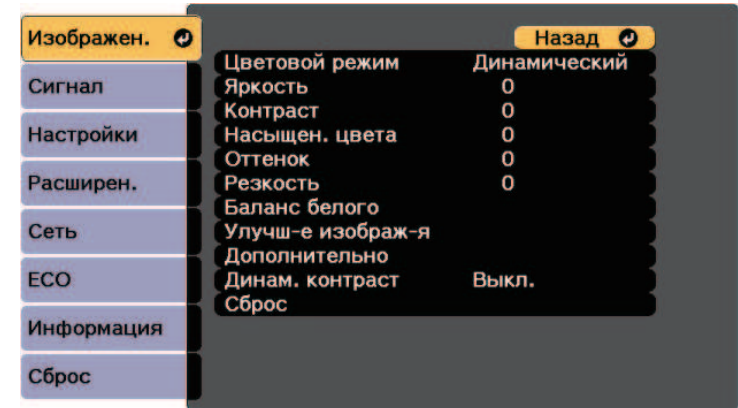 Изображен.
Сигнал
Настройки
Расширен.
Сеть
ECO
Информация
Сброс
Назад
Цветовой режим Динамический
Яркость 0
Контраст 0
Насыщен. цвета 0
Оттенок 0
Резкость 0
Баланс белого
Улучш-е изображ-я
Дополнительно
Динам. контраст Выкл.
Сброс